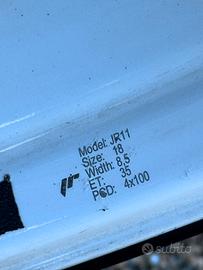 Model: JR11
Size: 18
Width: 8,5
ET: 35
PCD: 4x100
subito